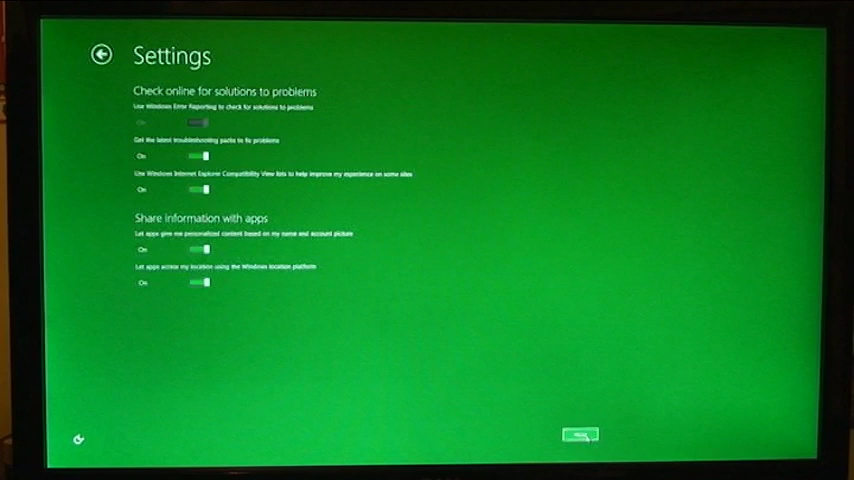 Settings
Check online for solutions to problems
Use Windows Error Reporting to check for solutions to problems
On
Get the latest troubleshooting packs to fix problems
On
Use Windows Internet Explorer Compatibility View lists to help improve my experience on some sites
On
Share information with apps
Let apps give me personalized content based on my name and account picture
On
Let apps access my location using the Windows location platform
On